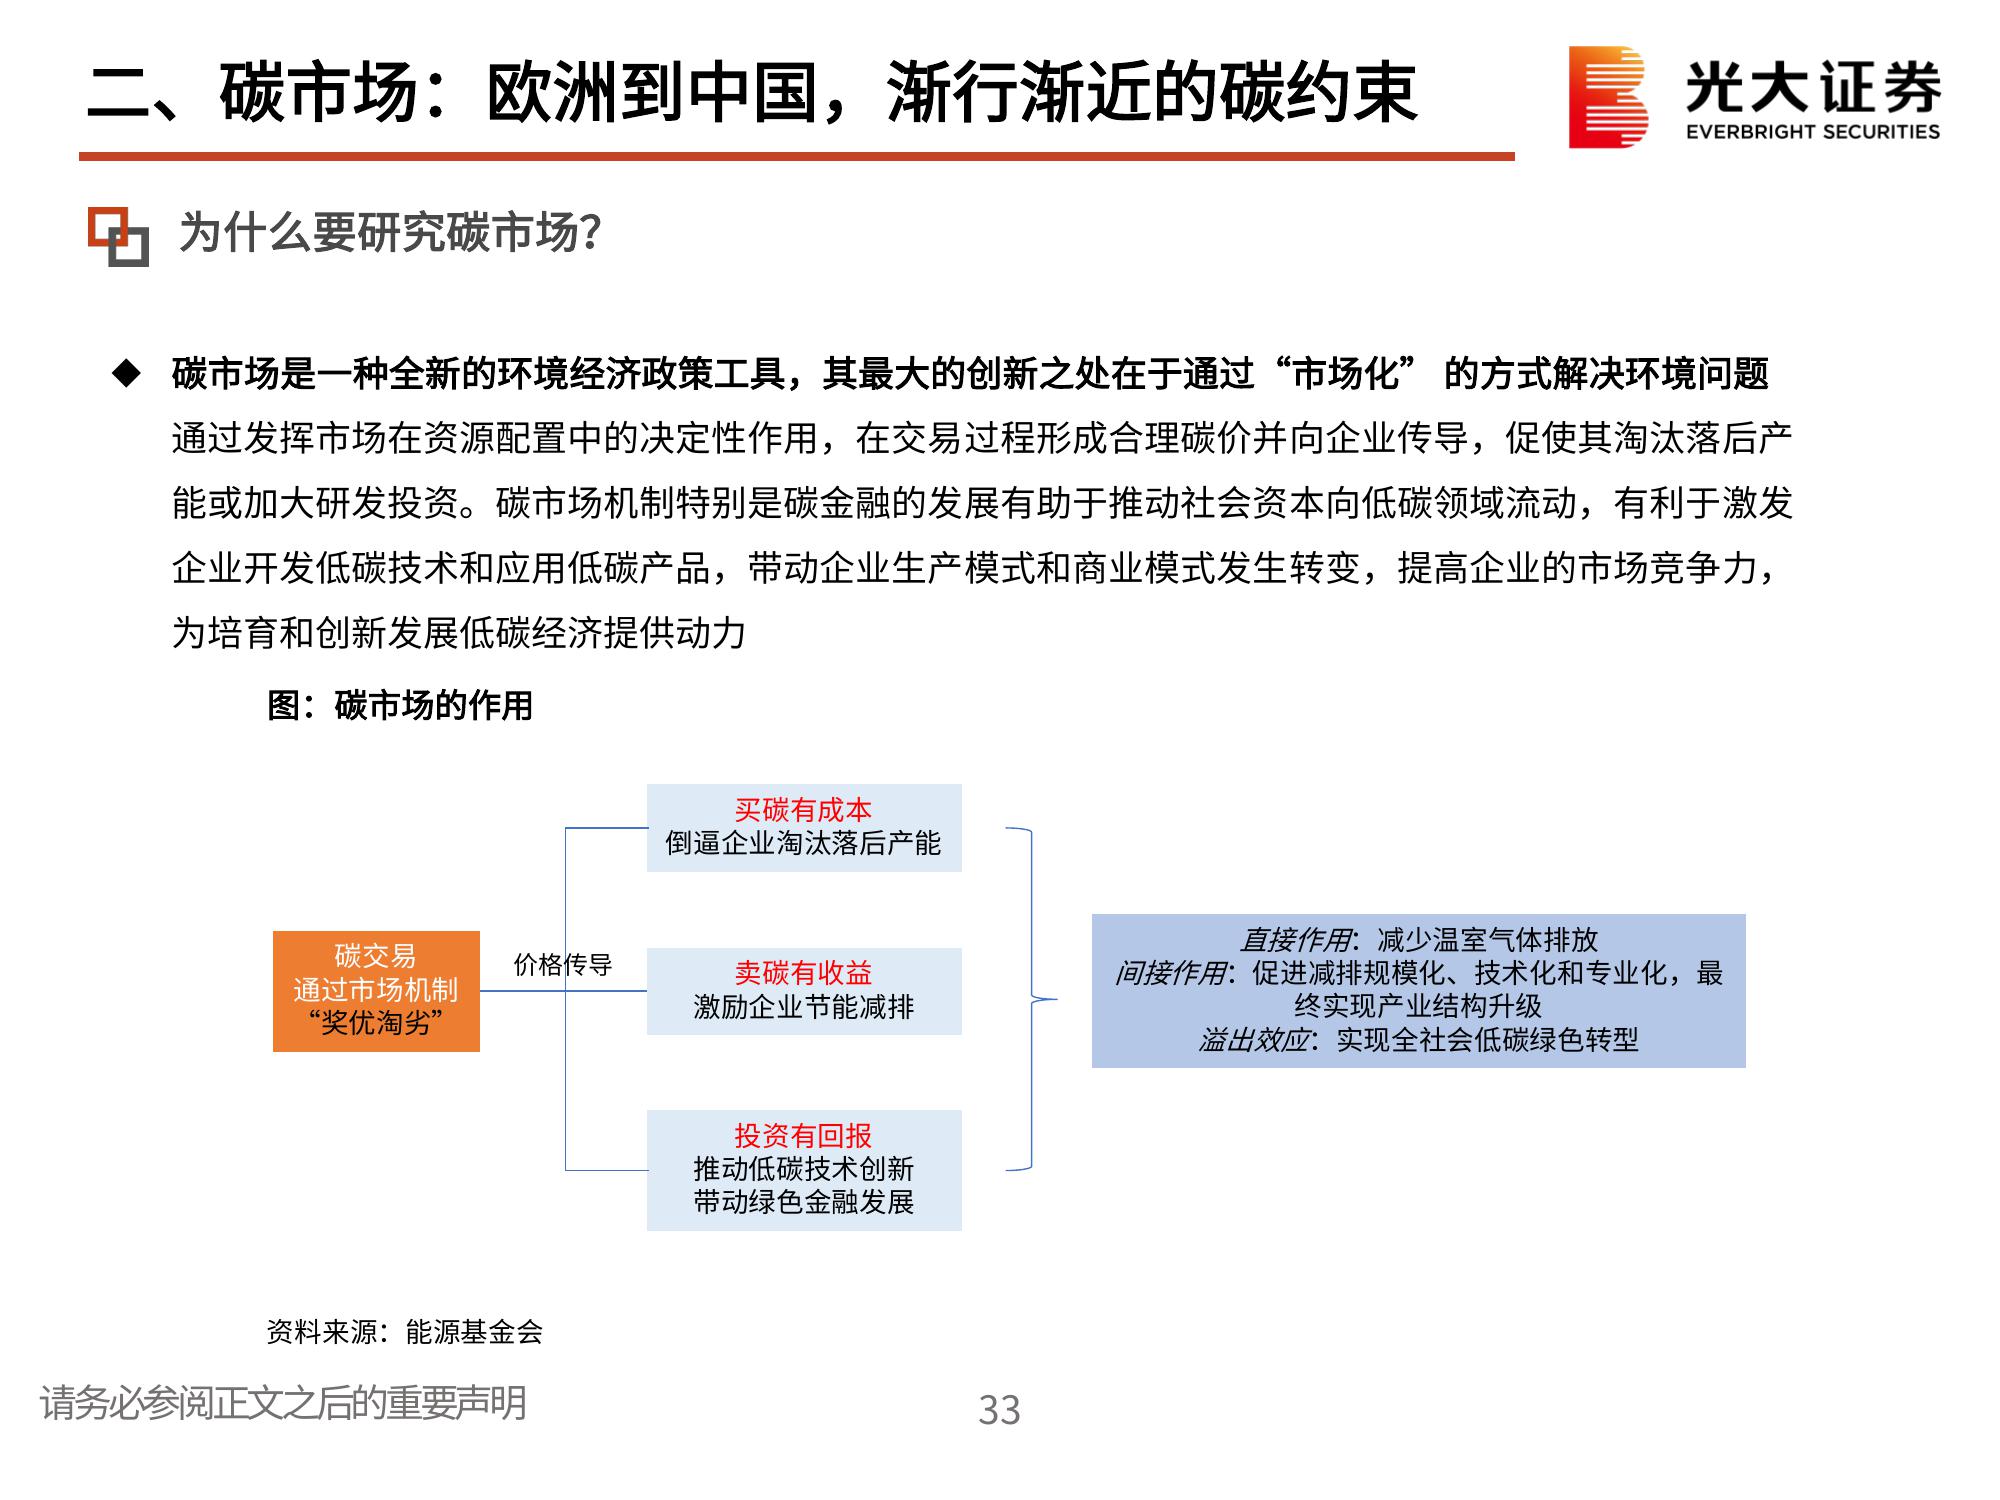 二、碳市场：欧洲到中国，渐行渐近的碳约束
光大证券
EVERBRIGHT SECURITIES
为什么要研究碳市场？
◆ 碳市场是一种全新的环境经济政策工具，其最大的创新之处在于通过“市场化” 的方式解决环境问题
通过发挥市场在资源配置中的决定性作用，在交易过程形成合理碳价并向企业传导，促使其淘汰落后产
能或加大研发投资。碳市场机制特别是碳金融的发展有助于推动社会资本向低碳领域流动，有利于激发
企业开发低碳技术和应用低碳产品，带动企业生产模式和商业模式发生转变，提高企业的市场竞争力，
为培育和创新发展低碳经济提供动力
图：碳市场的作用
碳交易
通过市场机制
“奖优淘劣”
价格传导
买碳有成本
倒逼企业淘汰落后产能
卖碳有收益
激励企业节能减排
投资有回报
推动低碳技术创新
带动绿色金融发展
直接作用：减少温室气体排放
间接作用：促进减排规模化、技术化和专业化，最
终实现产业结构升级
溢出效应：实现全社会低碳绿色转型
资料来源：能源基金会
请务必参阅正文之后的重要声明
33